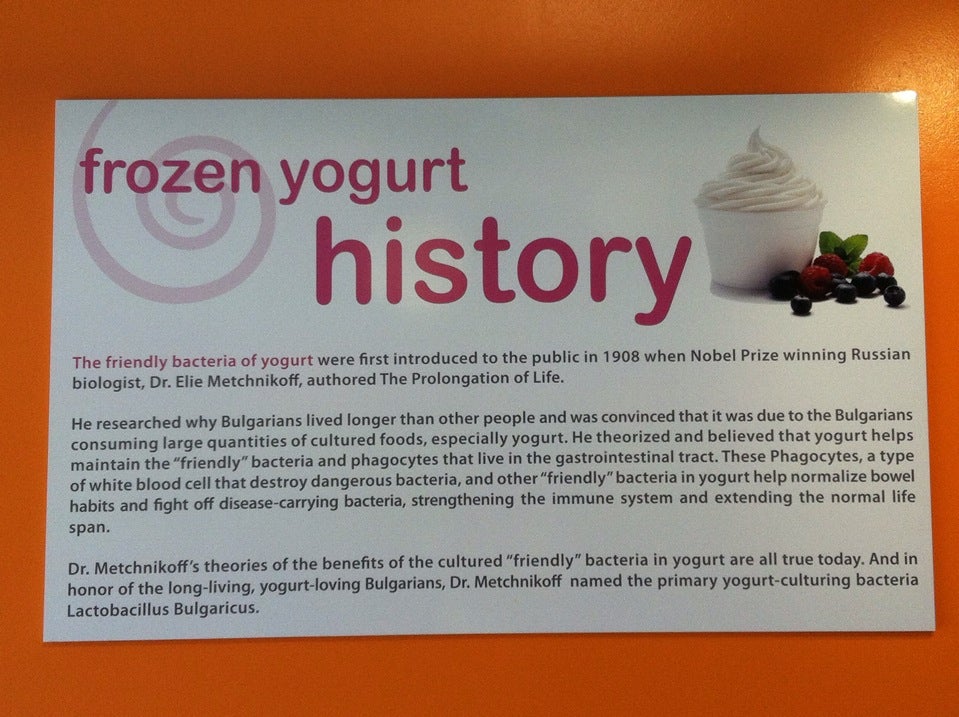 frozen yogurt
history
The friendly bacteria of yogurt were first introduced to the public in 1908 when Nobel Prize winning Russian
biologist, Dr. Elie Metchnikoff, authored The Prolongation of Life.
He researched why Bulgarians lived longer than other people and was convinced that it was due to the Bulgarians
consuming large quantities of cultured foods, especially yogurt. He theorized and believed that yogurt helps
maintain the “friendly” bacteria and phagocytes that live in the gastrointestinal tract. These Phagocytes, a type
of white blood cell that destroy dangerous bacteria, and other “friendly” bacteria in yogurt help normalize bowel
habits and fight off disease-carrying bacteria, strengthening the immune system and extending the normal life
span.
Dr. Metchnikoff’s theories of the benefits of the cultured “friendly” bacteria in yogurt are all true today. And in
honor of the long-living, yogurt-loving Bulgarians, Dr. Metchnikoff named the primary yogurt-culturing bacteria
Lactobacillus Bulgaricus.